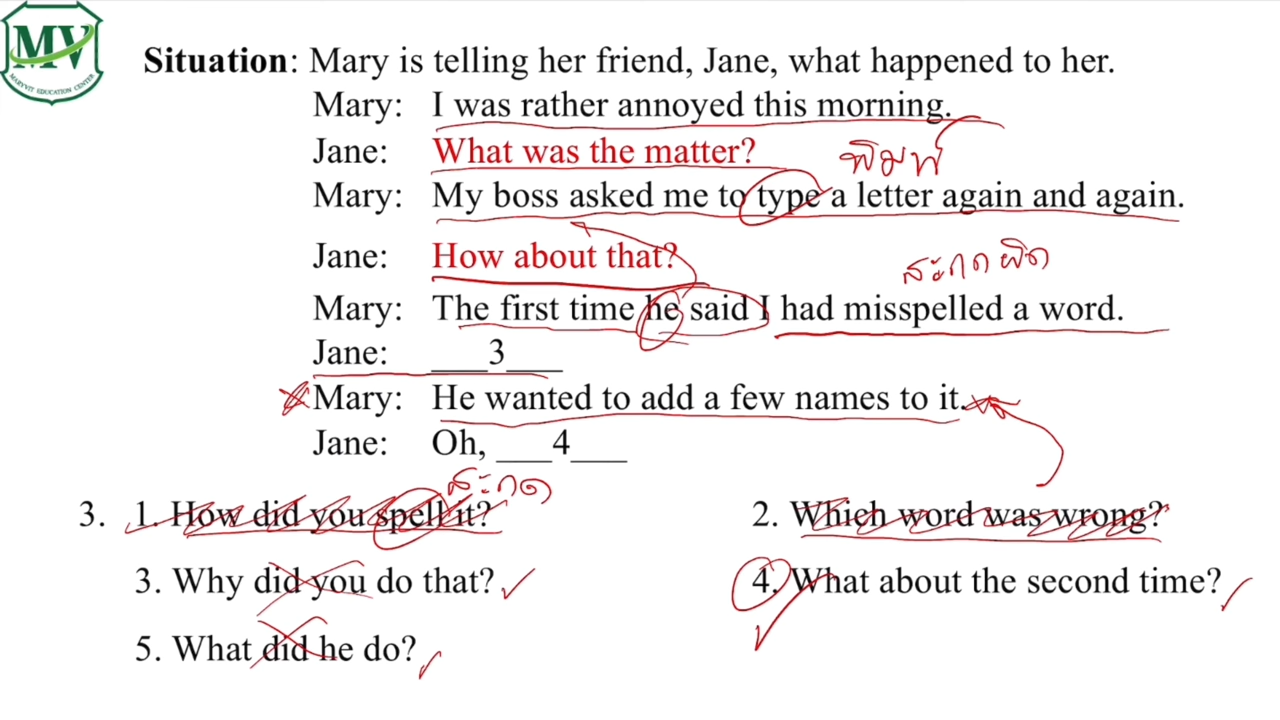 MV
MARYVIT EDUCATION CENTER
Situation: Mary is telling her friend, Jane, what happened to her.
Mary: I was rather annoyed this morning.
Jane: What was the matter?
พิมพ์
Mary: My boss asked me to type a letter again and again.
Jane: How about that?
สะกดผิด
Mary: The first time he said I had misspelled a word.
Jane: ____3____
Mary: He wanted to add a few names to it.
Jane: Oh, ____4____
สะกด
3. 1. How did you spell it? 2. Which word was wrong?
3. Why did you do that? 4. What about the second time?
5. What did he do?